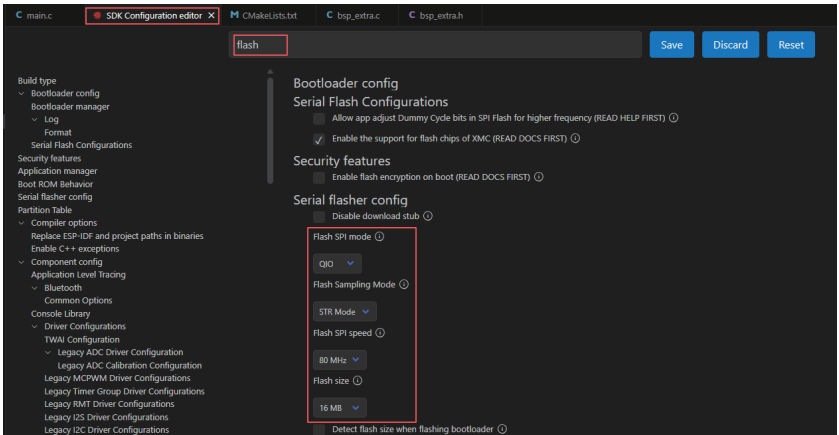 main.c
SDK Configuration editor
CMakeLists.txt
bsp_extra.c
bsp_extra.h
flash
Save
Discard
Reset
Build type
Bootloader config
Bootloader manager
Log
Format
Serial Flash Configurations
Security features
Application manager
Boot ROM Behavior
Serial flasher config
Partition Table
Compiler options
Replace ESP-IDF and project paths in binaries
Enable C++ exceptions
Component config
Application Level Tracing
Bluetooth
Common Options
Console Library
Driver Configurations
TWAI Configuration
Legacy ADC Driver Configuration
Legacy ADC Calibration Configuration
Legacy MCPWM Driver Configurations
Legacy Timer Group Driver Configurations
Legacy RMT Driver Configurations
Legacy I2S Driver Configurations
Legacy I2C Driver Configurations
Bootloader config
Serial Flash Configurations
Allow app adjust Dummy Cycle bits in SPI Flash for higher frequency (READ HELP FIRST)
Enable the support for flash chips of XMC (READ DOCS FIRST)
Security features
Enable flash encryption on boot (READ DOCS FIRST)
Serial flasher config
Disable download stub
Flash SPI mode
QIO
Flash Sampling Mode
STR Mode
Flash SPI speed
80 MHz
Flash size
16 MB
Detect flash size when flashing bootloader